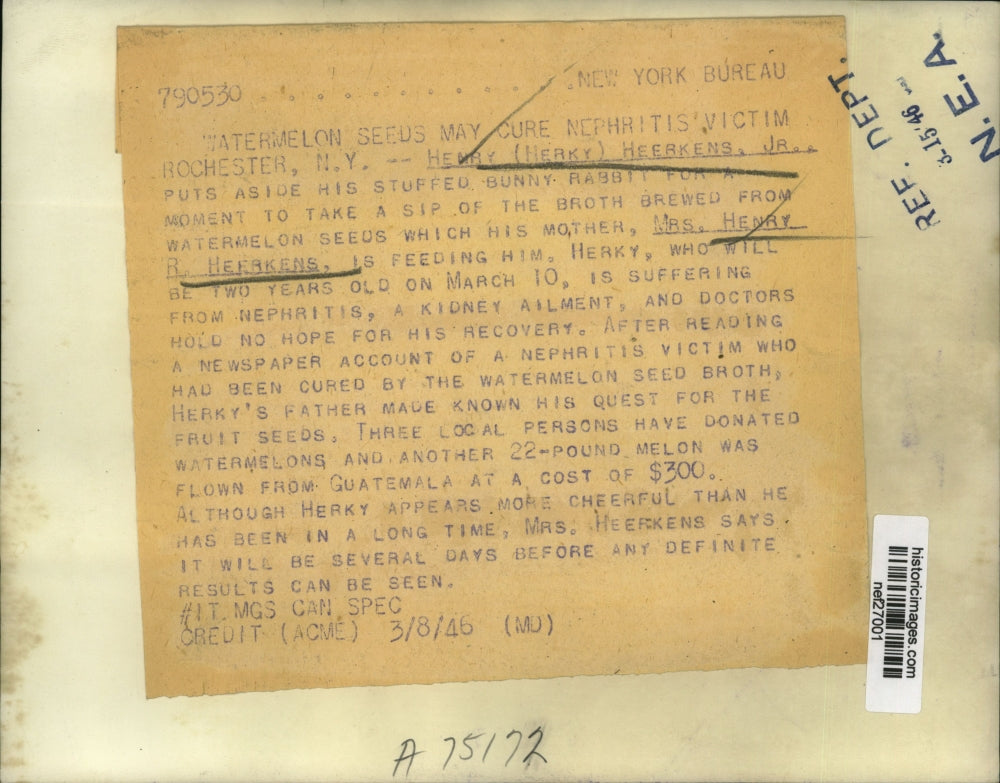 790530 . . . . . . . . . . . . NEW YORK BUREAU
WATERMELON SEEDS MAY CURE NEPHRITIS VICTIM
ROCHESTER, N.Y. -- HENRY (HERKY) HEERKENS, JR.,
PUTS ASIDE HIS STUFFED BUNNY RABBIT FOR A
MOMENT TO TAKE A SIP OF THE BROTH BREWED FROM
WATERMELON SEEDS WHICH HIS MOTHER, MRS. HENRY
R. HEERKENS, IS FEEDING HIM. HERKY, WHO WILL
BE TWO YEARS OLD ON MARCH 10, IS SUFFERING
FROM NEPHRITIS, A KIDNEY AILMENT, AND DOCTORS
HOLD NO HOPE FOR HIS RECOVERY. AFTER READING
A NEWSPAPER ACCOUNT OF A NEPHRITIS VICTIM WHO
HAD BEEN CURED BY THE WATERMELON SEED BROTH,
HERKY'S FATHER MADE KNOWN HIS QUEST FOR THE
FRUIT SEEDS. THREE LOCAL PERSONS HAVE DONATED
WATERMELONS AND ANOTHER 22-POUND MELON WAS
FLOWN FROM GUATEMALA AT A COST OF $300.
ALTHOUGH HERKY APPEARS MORE CHEERFUL THAN HE
HAS BEEN IN A LONG TIME, MRS. HEERKENS SAYS
IT WILL BE SEVERAL DAYS BEFORE ANY DEFINITE
RESULTS CAN BE SEEN.
#1T MGS CAN SPEC
CREDIT (ACME) 3/8/46 (MD)
REF. DEPT.
3-15-46
N.E.A.
historicimages.com
nef27001
A 75172